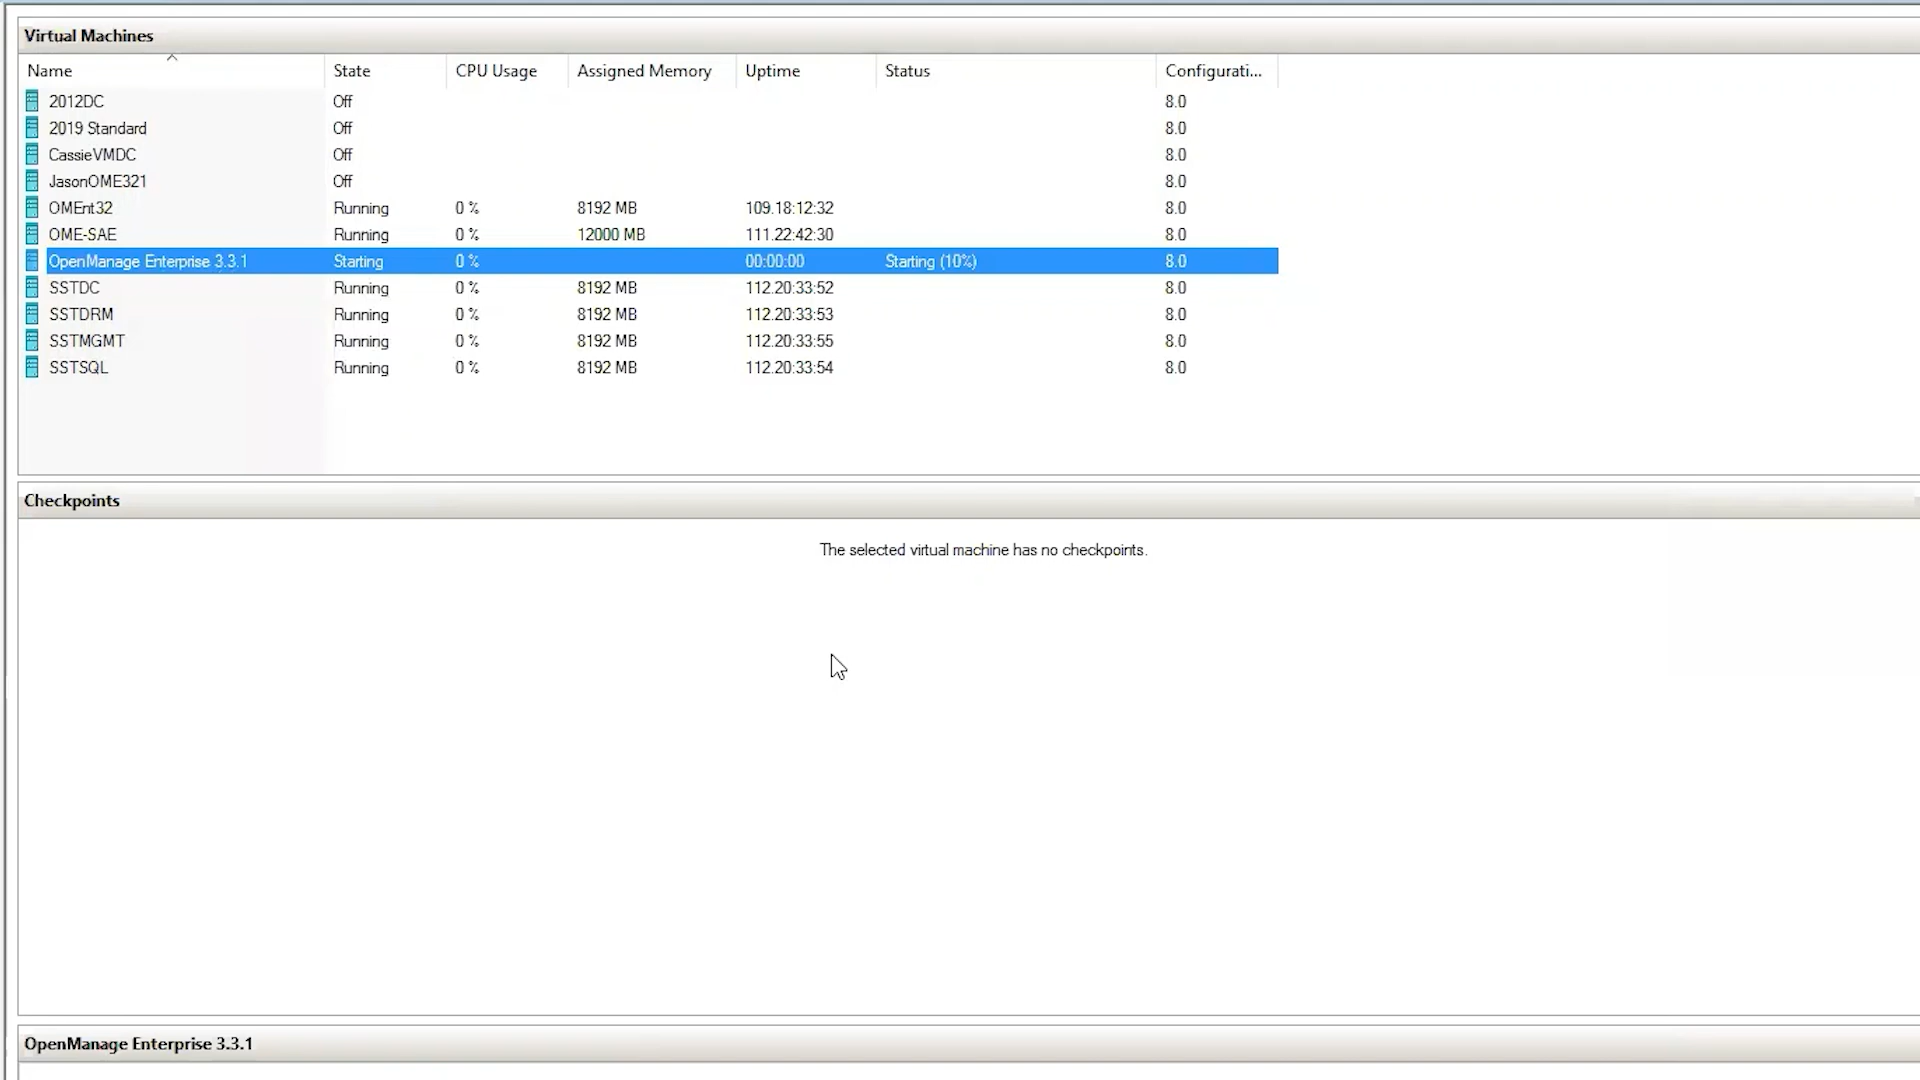 Virtual Machines
Name State CPU Usage Assigned Memory Uptime Status Configurati...
2012DC Off 8.0
2019 Standard Off 8.0
CassieVMDC Off 8.0
JasonOME321 Off 8.0
OMEnt32 Running 0 % 8192 MB 109.18:12:32 8.0
OME-SAE Running 0 % 12000 MB 111.22:42:30 8.0
OpenManage Enterprise 3.3.1 Starting 0 % 00:00:00 Starting (10%) 8.0
SSTDC Running 0 % 8192 MB 112.20:33:52 8.0
SSTDRM Running 0 % 8192 MB 112.20:33:53 8.0
SSTMGMT Running 0 % 8192 MB 112.20:33:55 8.0
SSTSQL Running 0 % 8192 MB 112.20:33:54 8.0
Checkpoints
The selected virtual machine has no checkpoints.
OpenManage Enterprise 3.3.1